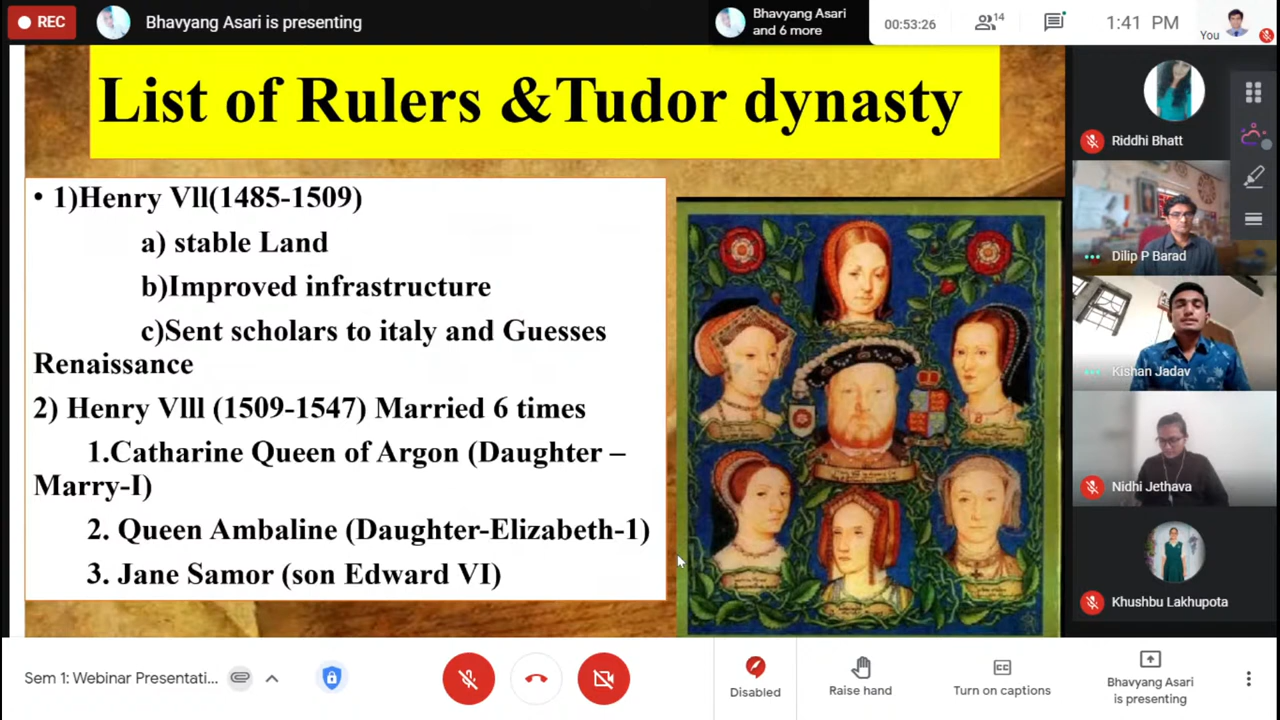 REC
Bhavyang Asari is presenting
Bhavyang Asari
and 6 more
00:53:26
14
1:41 PM
You
List of Rulers &Tudor dynasty
• 1)Henry Vll(1485-1509)
a) stable Land
b)Improved infrastructure
c)Sent scholars to italy and Guesses
Renaissance
2) Henry Vlll (1509-1547) Married 6 times
1.Catharine Queen of Argon (Daughter –
Marry-I)
2. Queen Ambaline (Daughter-Elizabeth-1)
3. Jane Samor (son Edward VI)
Riddhi Bhatt
Dilip P Barad
Kishan Jadav
Nidhi Jethava
Khushbu Lakhupota
Sem 1: Webinar Presentati...
Disabled
Raise hand
CC
Turn on captions
Bhavyang Asari
is presenting